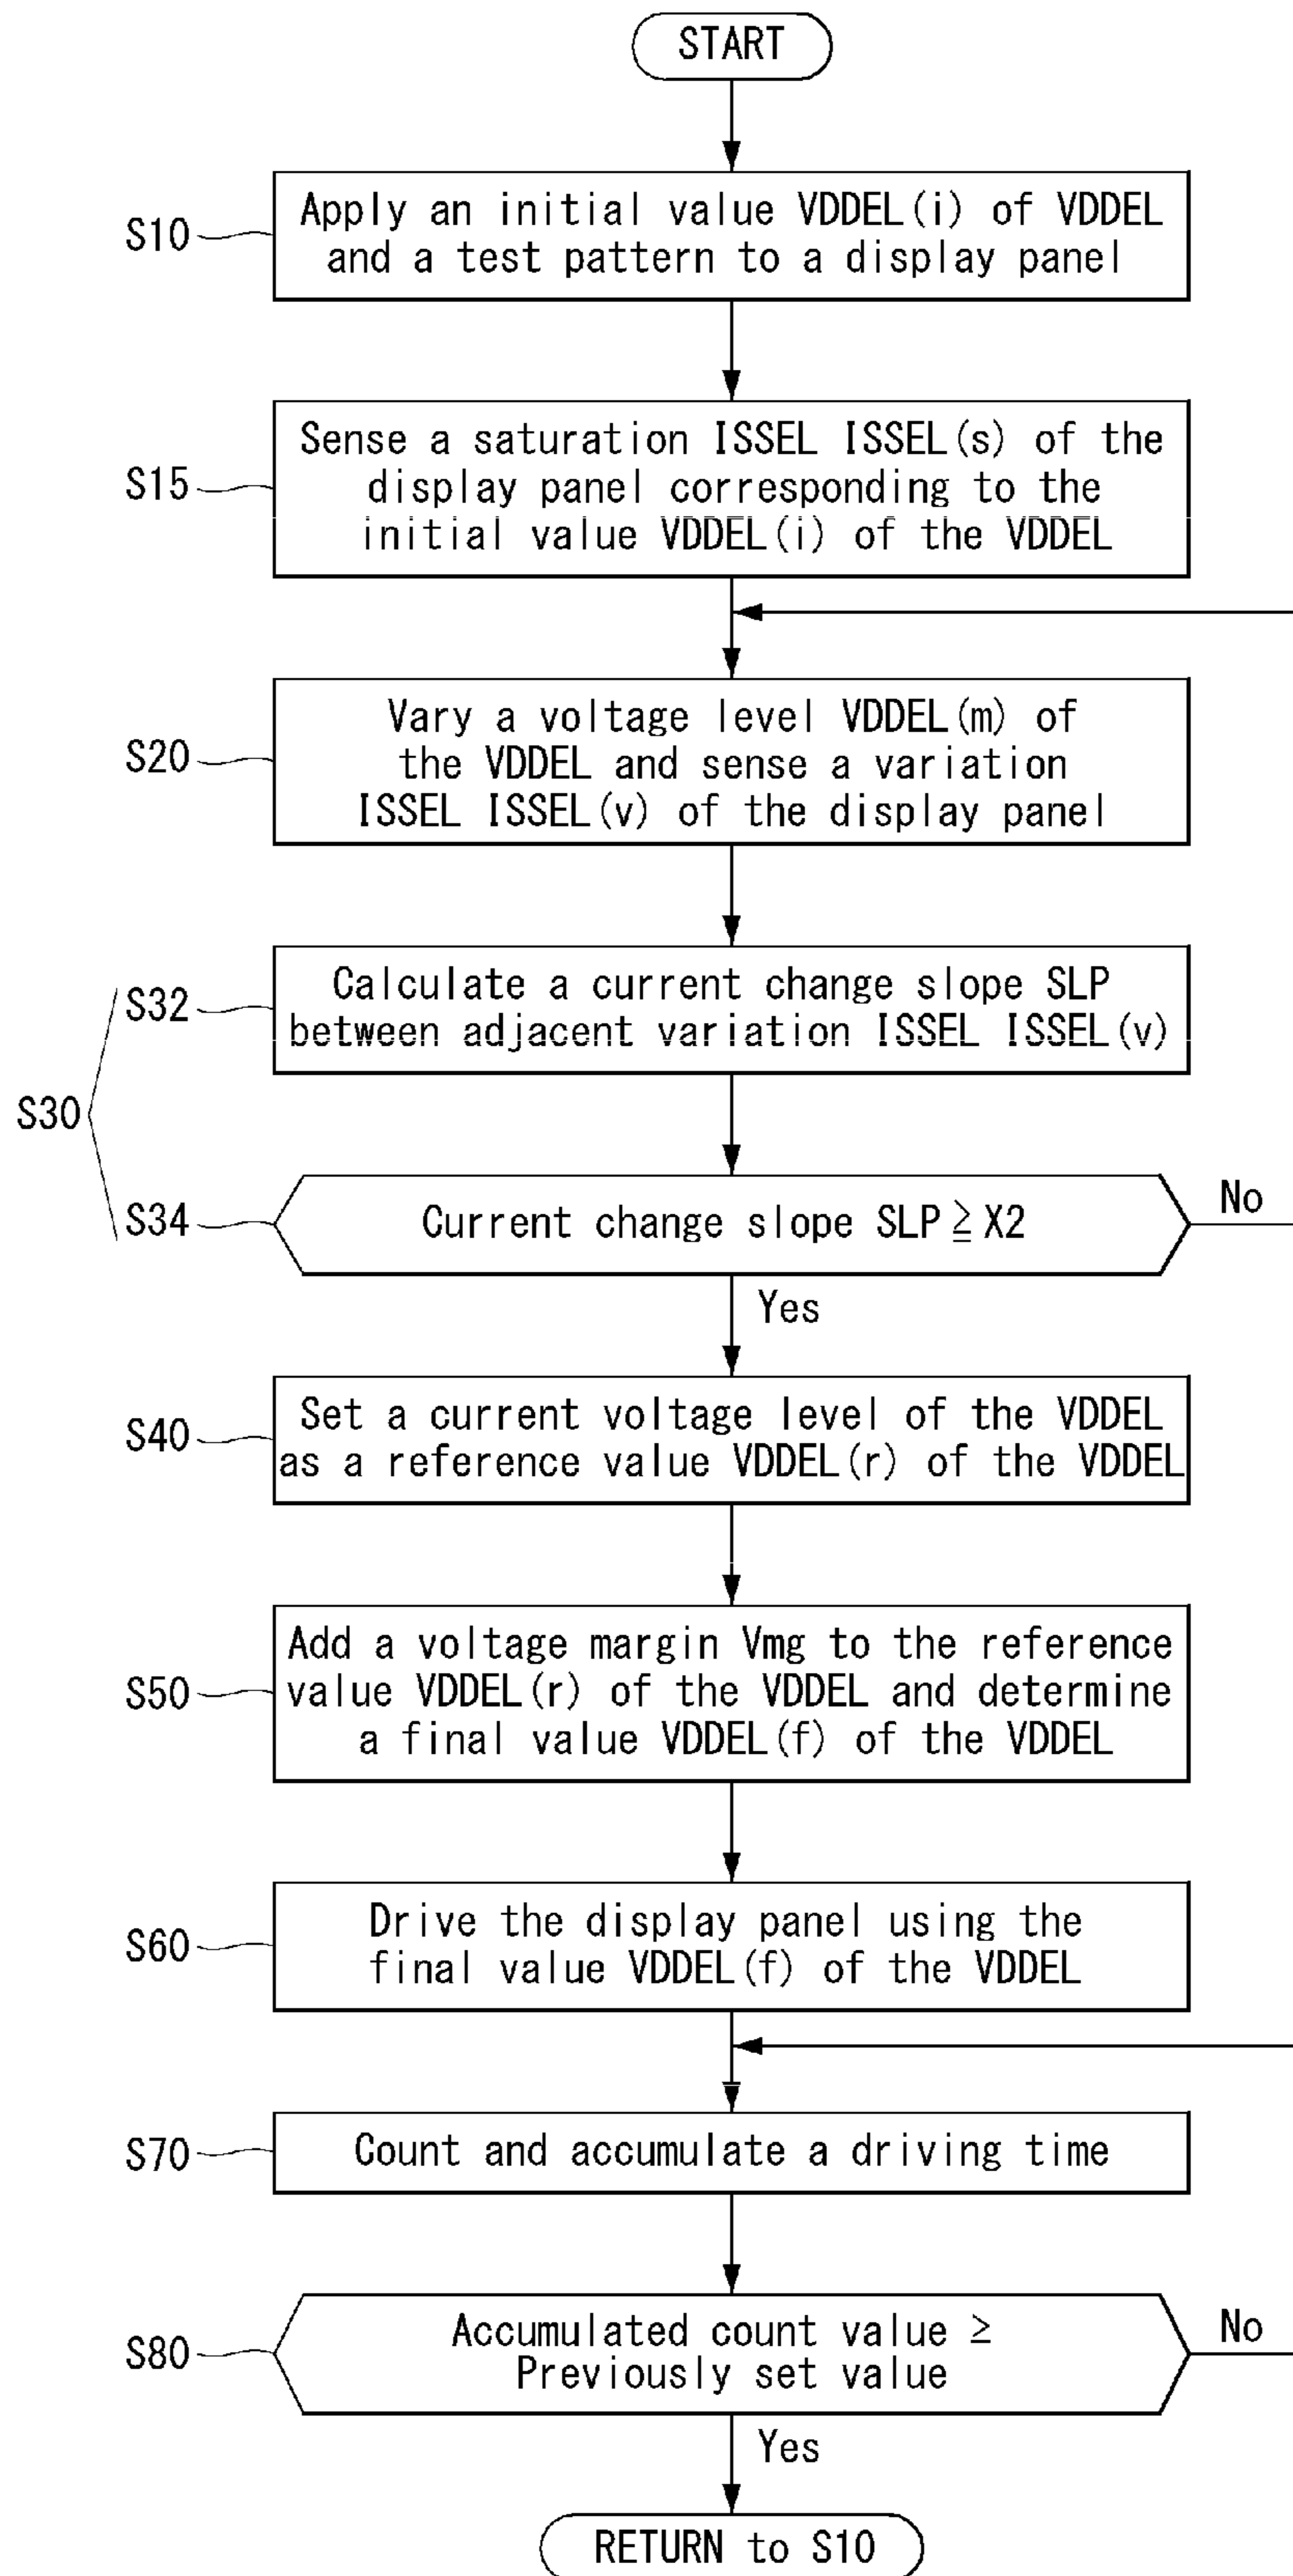 START
S10
Apply an initial value VDDEL(i) of VDDEL
and a test pattern to a display panel
S15
Sense a saturation ISSEL ISSEL(s) of the
display panel corresponding to the
initial value VDDEL(i) of the VDDEL
S20
Vary a voltage level VDDEL(m) of
the VDDEL and sense a variation
ISSEL ISSEL(v) of the display panel
S30
S32
Calculate a current change slope SLP
between adjacent variation ISSEL ISSEL(v)
S34
Current change slope SLP ≧ X2
No
Yes
S40
Set a current voltage level of the VDDEL
as a reference value VDDEL(r) of the VDDEL
S50
Add a voltage margin Vmg to the reference
value VDDEL(r) of the VDDEL and determine
a final value VDDEL(f) of the VDDEL
S60
Drive the display panel using the
final value VDDEL(f) of the VDDEL
S70
Count and accumulate a driving time
S80
Accumulated count value ≥
Previously set value
No
Yes
RETURN to S10